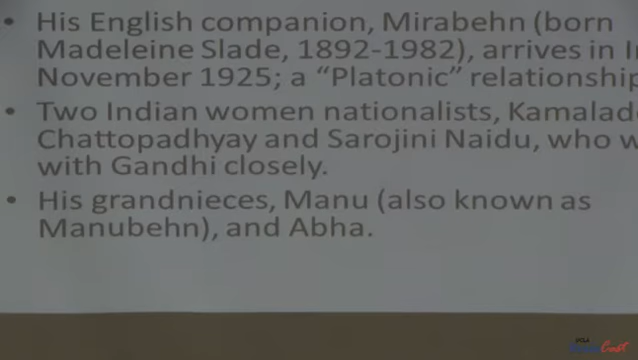 • His English companion, Mirabehn (born
Madeleine Slade, 1892-1982), arrives in I
November 1925; a “Platonic” relationship
• Two Indian women nationalists, Kamalad
Chattopadhyay and Sarojini Naidu, who w
with Gandhi closely.
• His grandnieces, Manu (also known as
Manubehn), and Abha.